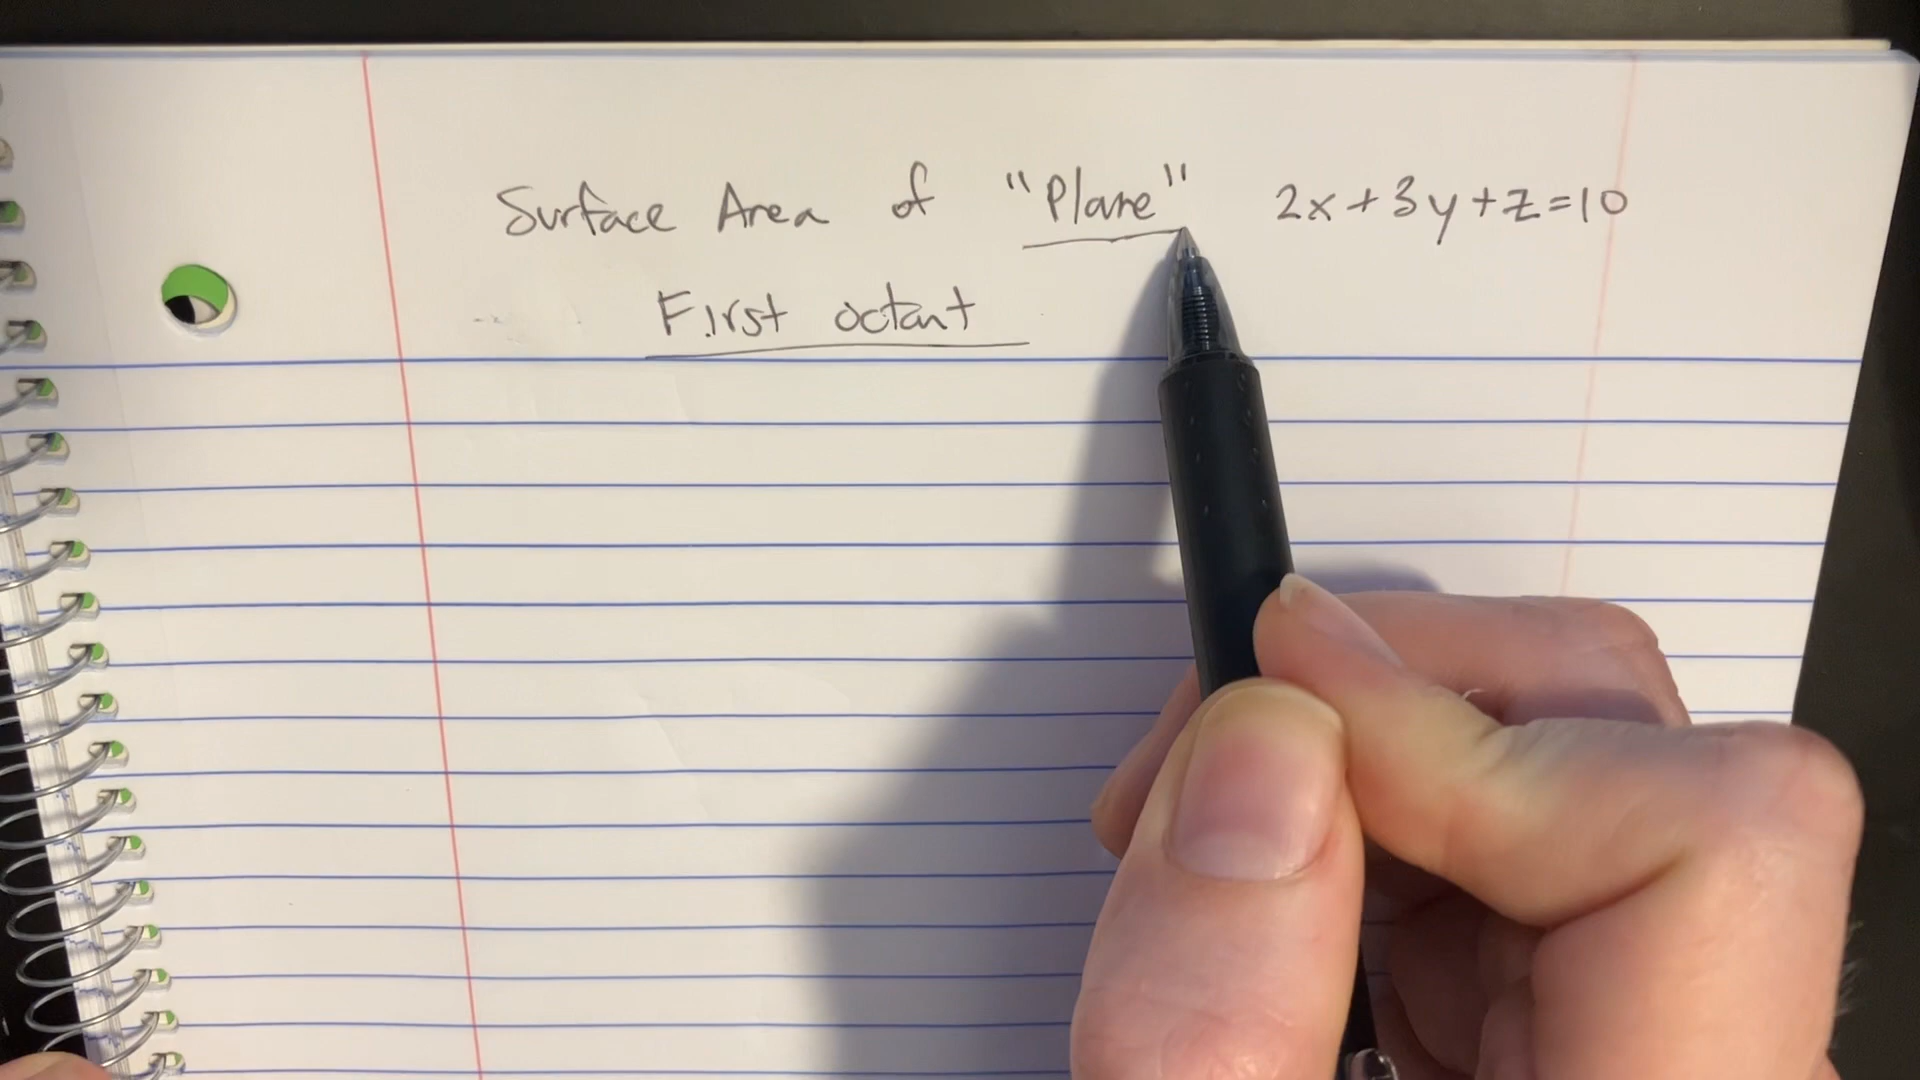 Surface Area of "Plane" 2x+3y+z=10
First octant